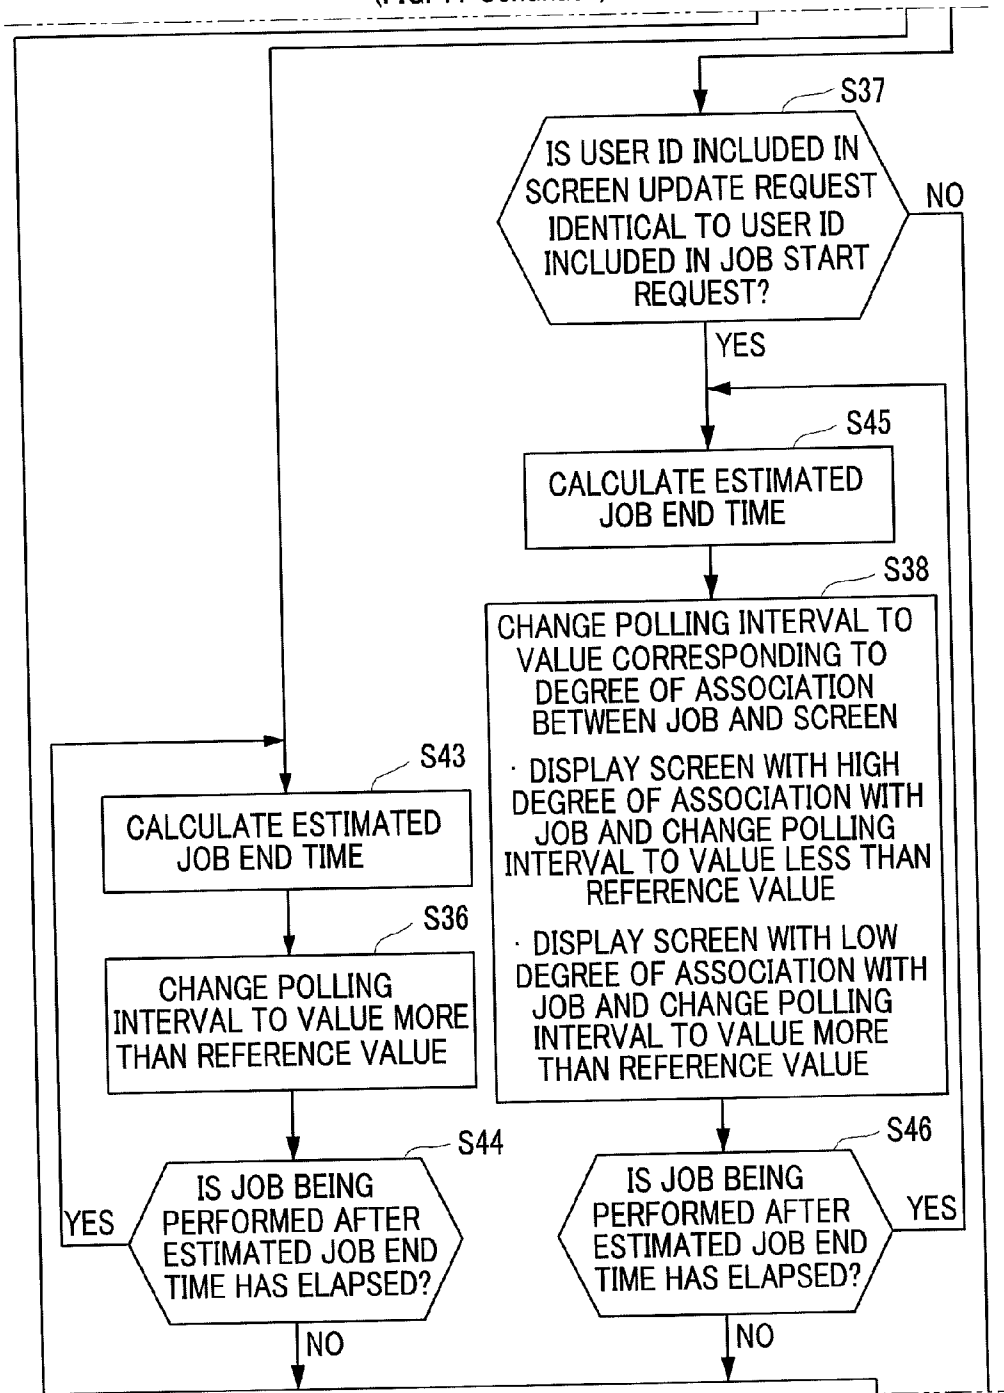 S37
IS USER ID INCLUDED IN
SCREEN UPDATE REQUEST
IDENTICAL TO USER ID
INCLUDED IN JOB START
REQUEST?
NO
YES
S45
CALCULATE ESTIMATED
JOB END TIME
S38
CHANGE POLLING INTERVAL TO
VALUE CORRESPONDING TO
DEGREE OF ASSOCIATION
BETWEEN JOB AND SCREEN
· DISPLAY SCREEN WITH HIGH
DEGREE OF ASSOCIATION WITH
JOB AND CHANGE POLLING
INTERVAL TO VALUE LESS THAN
REFERENCE VALUE
· DISPLAY SCREEN WITH LOW
DEGREE OF ASSOCIATION WITH
JOB AND CHANGE POLLING
INTERVAL TO VALUE MORE
THAN REFERENCE VALUE
S43
CALCULATE ESTIMATED
JOB END TIME
S36
CHANGE POLLING
INTERVAL TO VALUE MORE
THAN REFERENCE VALUE
S44
IS JOB BEING
PERFORMED AFTER
ESTIMATED JOB END
TIME HAS ELAPSED?
YES
NO
S46
IS JOB BEING
PERFORMED AFTER
ESTIMATED JOB END
TIME HAS ELAPSED?
YES
NO